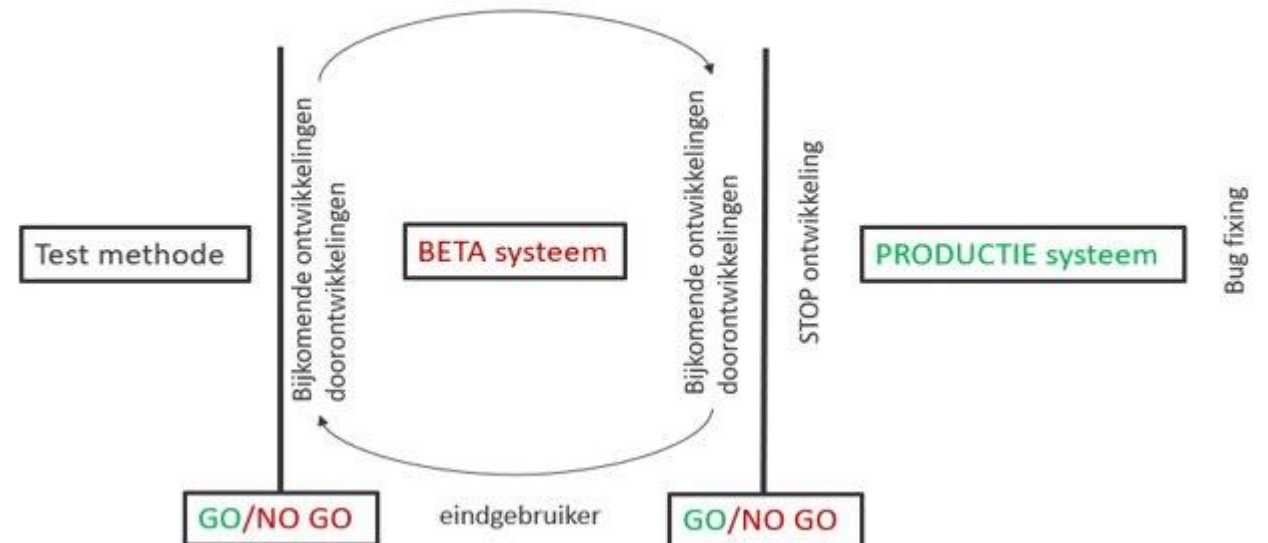 Test methode
Bijkomende ontwikkelingen
doorontwikkelingen
BETA systeem
Bijkomende ontwikkelingen
doorontwikkelingen
STOP ontwikkeling
PRODUCTIE systeem
Bug fixing
GO/NO GO
eindgebruiker
GO/NO GO